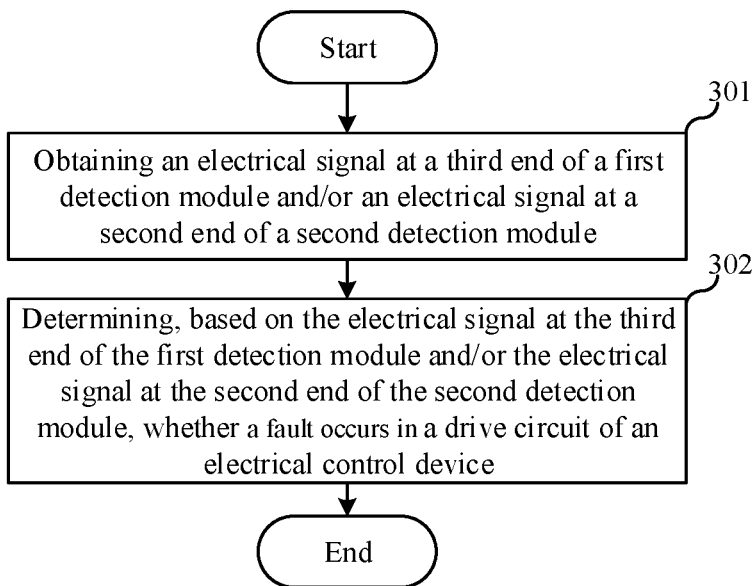 Start
301
Obtaining an electrical signal at a third end of a first
detection module and/or an electrical signal at a
second end of a second detection module
302
Determining, based on the electrical signal at the third
end of the first detection module and/or the electrical
signal at the second end of the second detection
module, whether a fault occurs in a drive circuit of an
electrical control device
End